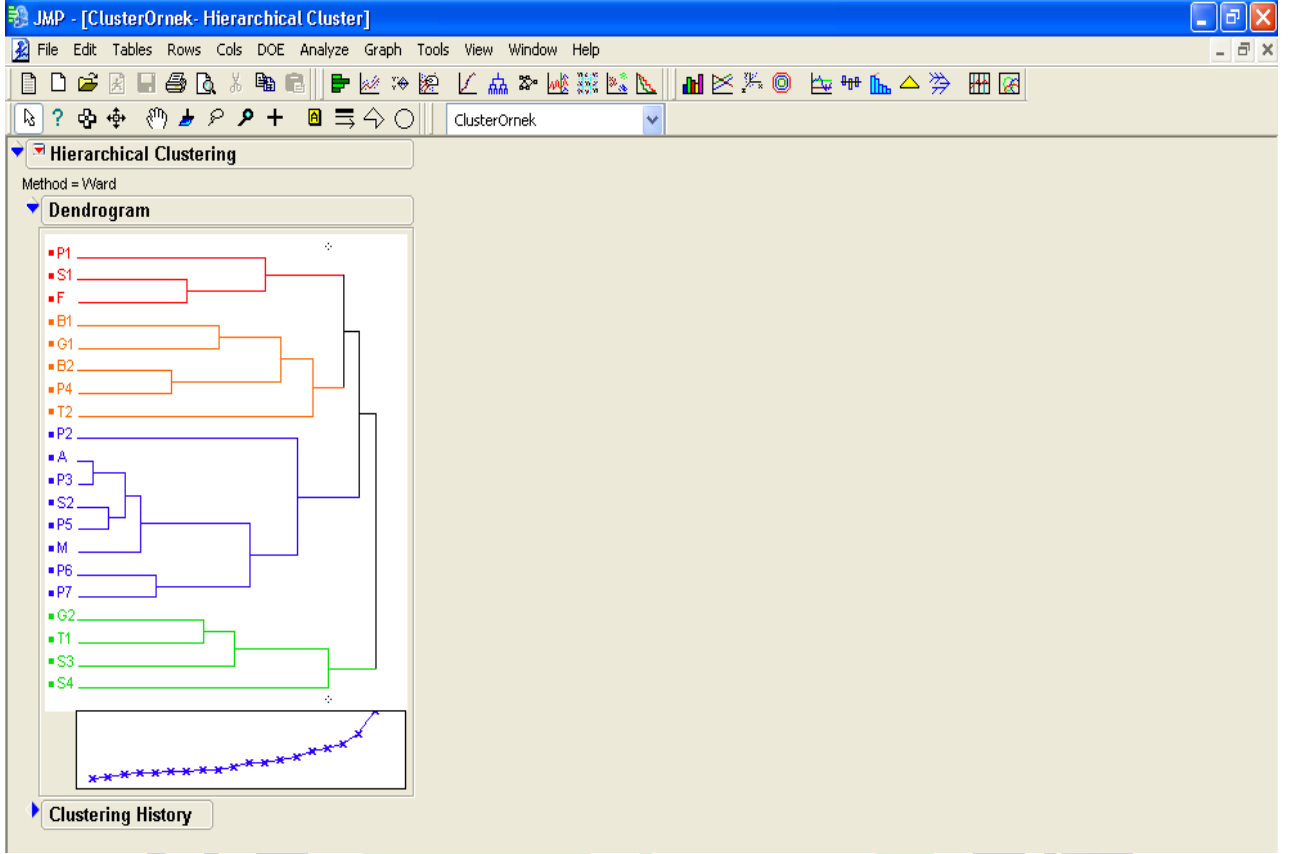 JMP - [ClusterOrnek- Hierarchical Cluster]
File Edit Tables Rows Cols DOE Analyze Graph Tools View Window Help
ClusterOrnek
Hierarchical Clustering
Method = Ward
Dendrogram
P1
S1
F
B1
G1
B2
P4
T2
P2
A
P3
S2
P5
M
P6
P7
G2
T1
S3
S4
Clustering History